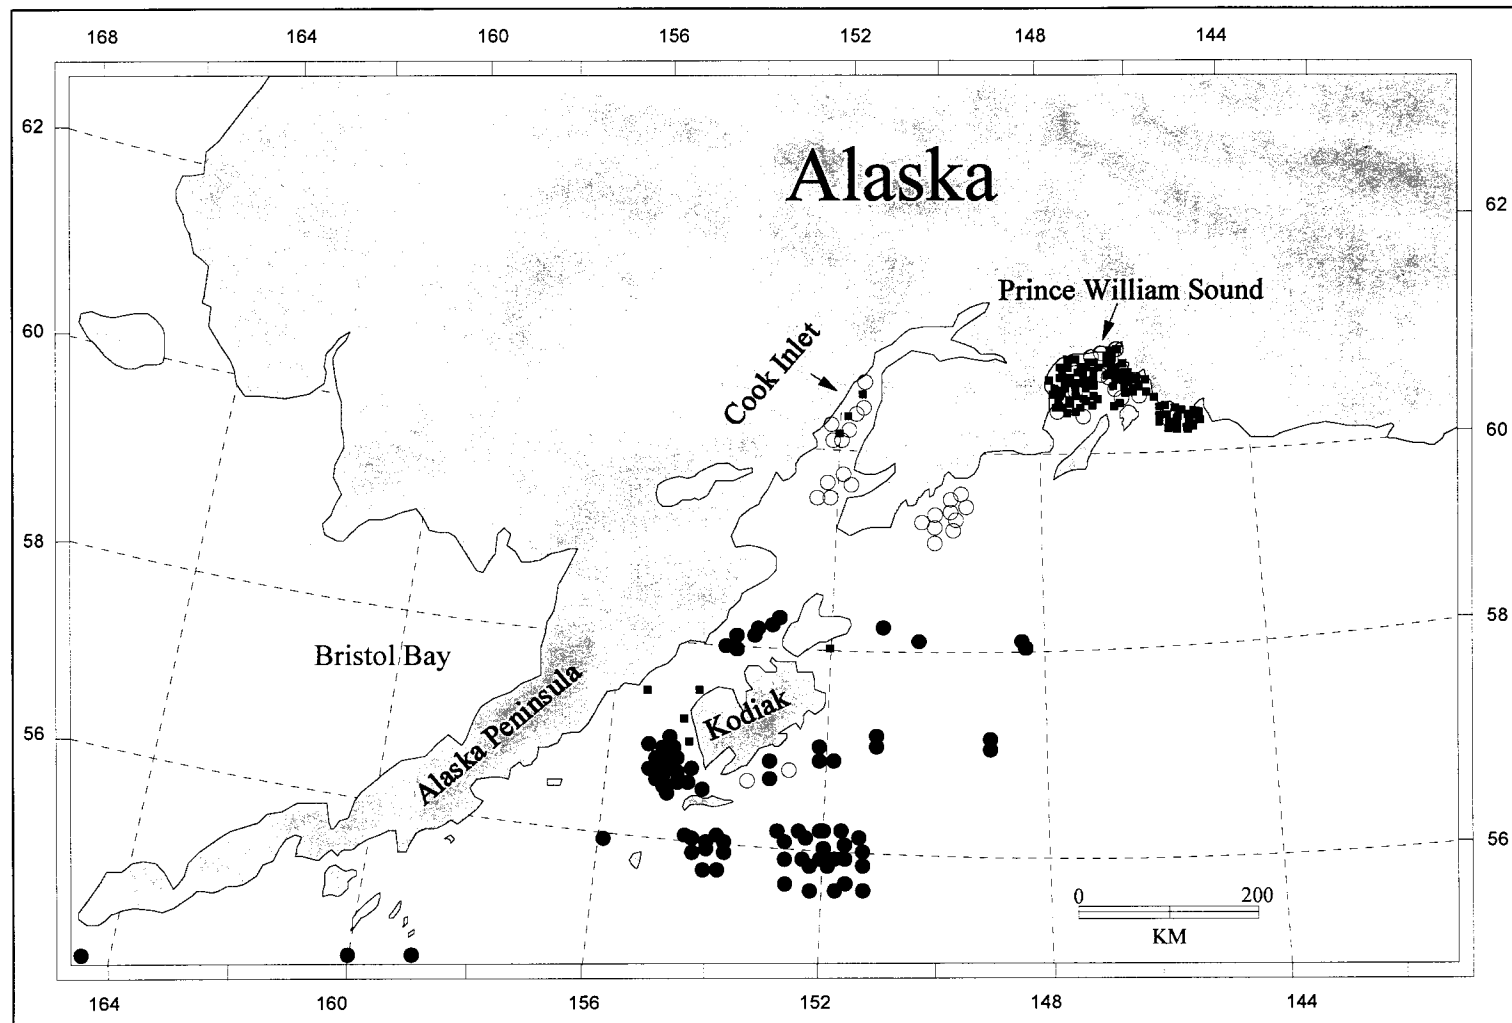 168 164 160 156 152 148 144
62
Alaska
62
Prince William Sound
60
Cook Inlet
60
58
58
Bristol Bay
Alaska Peninsula
Kodiak
56
56
0 200
KM
164 160 156 152 148 144